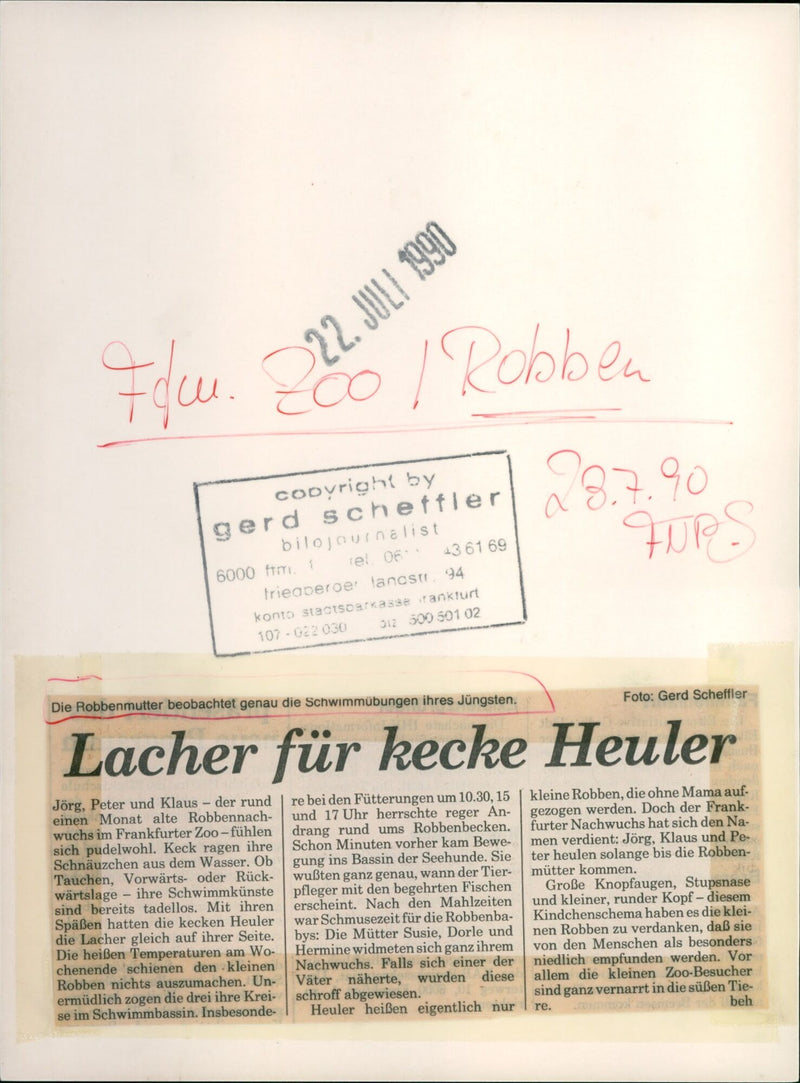 22. JULI 1990
Zoo / Robben
23.7.90
copyright by
gerd scheffler
bildjournalist
6000 ffm. 1 tel. 06 43 61 69
94
konto stadtsparkasse frankfurt
107 - 022 030 500 501 02
Die Robbenmutter beobachtet genau die Schwimmübungen ihres Jüngsten.
Foto: Gerd Scheffler
Lacher für kecke Heuler
Jörg, Peter und Klaus – der rund
einen Monat alte Robbennach-
wuchs im Frankfurter Zoo – fühlen
sich pudelwohl. Keck ragen ihre
Schnäuzchen aus dem Wasser. Ob
Tauchen, Vorwärts- oder Rück-
wärtslage – ihre Schwimmkünste
sind bereits tadellos. Mit ihren
Späßen hatten die kecken Heuler
die Lacher gleich auf ihrer Seite.
Die heißen Temperaturen am Wo-
chenende schienen den kleinen
Robben nichts auszumachen. Un-
ermüdlich zogen die drei ihre Krei-
se im Schwimmbassin. Insbesonde-
re bei den Fütterungen um 10.30, 15
und 17 Uhr herrschte reger An-
drang rund ums Robbenbecken.
Schon Minuten vorher kam Bewe-
gung ins Bassin der Seehunde. Sie
wußten ganz genau, wann der Tier-
pfleger mit den begehrten Fischen
erscheint. Nach den Mahlzeiten
war Schmusezeit für die Robbenba-
bys: Die Mütter Susie, Dorle und
Hermine widmeten sich ganz ihrem
Nachwuchs. Falls sich einer der
Väter näherte, wurden diese
schroff abgewiesen.
Heuler heißen eigentlich nur
kleine Robben, die ohne Mama auf-
gezogen werden. Doch der Frank-
furter Nachwuchs hat sich den Na-
men verdient: Jörg, Klaus und Pe-
ter heulen solange bis die Robben-
mütter kommen.
Große Knopfaugen, Stupsnase
und kleiner, runder Kopf – diesem
Kindchenschema haben es die klei-
nen Robben zu verdanken, daß sie
von den Menschen als besonders
niedlich empfunden werden. Vor
allem die kleinen Zoo-Besucher
sind ganz vernarrt in die süßen Tie-
re.
beh